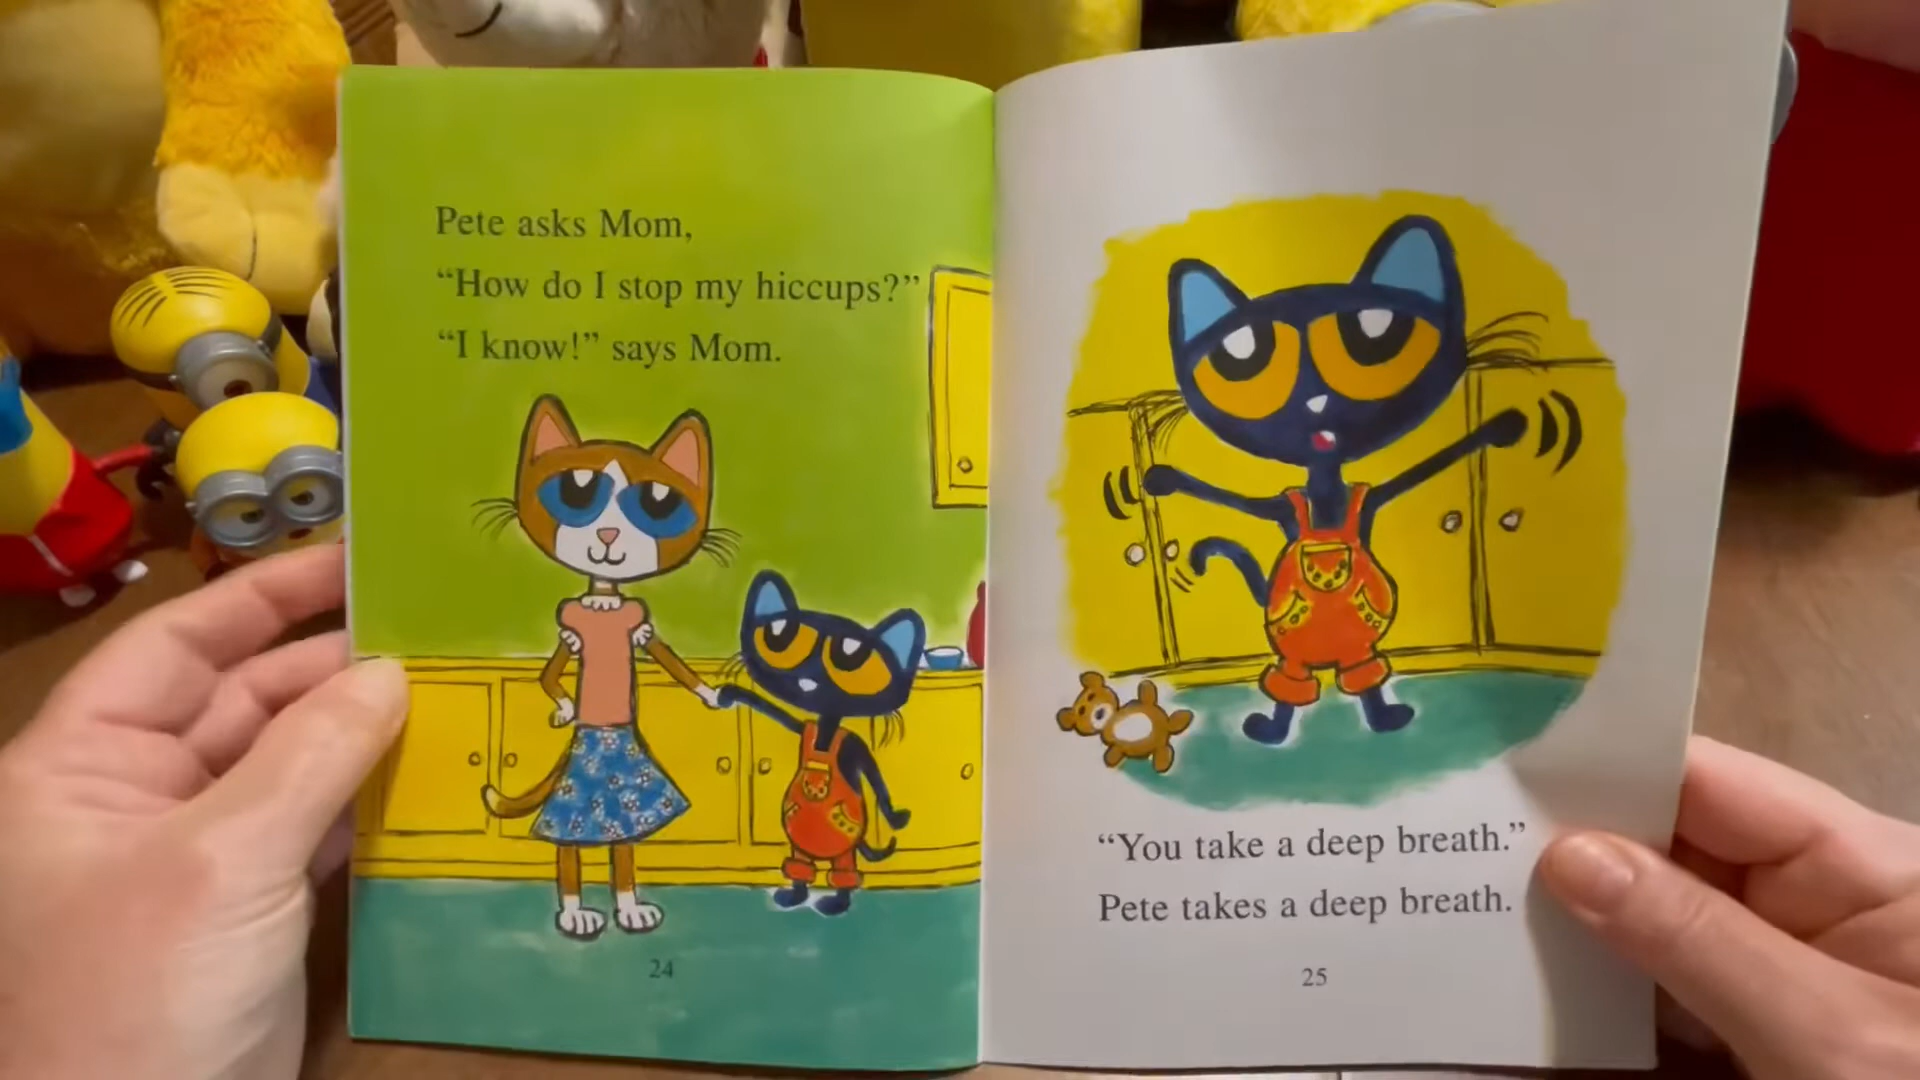 Pete asks Mom,
“How do I stop my hiccups?”
“I know!” says Mom.
24
“You take a deep breath.”
Pete takes a deep breath.
25